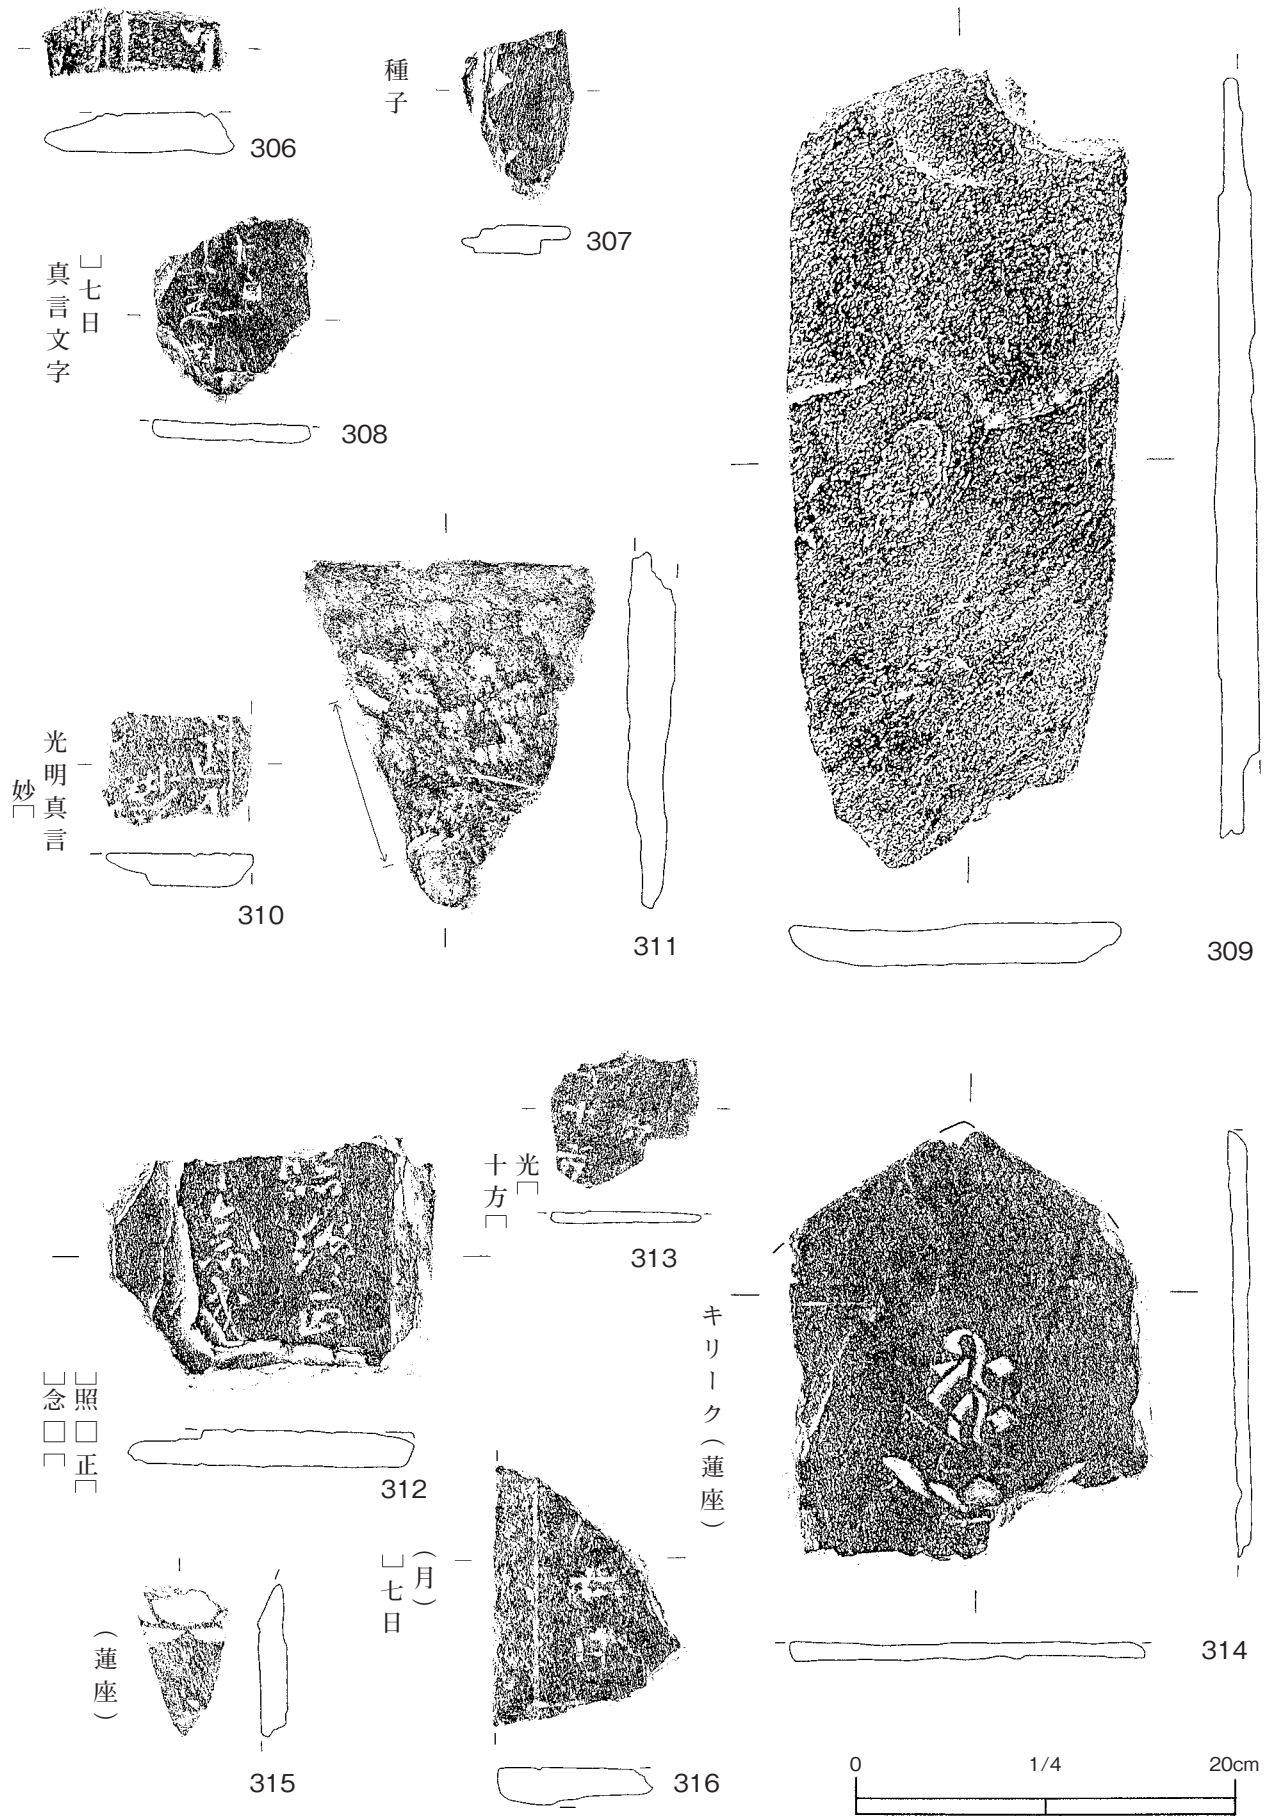 306
種子
307
﹈七日
真言文字
308
309
光明真言
妙﹇
310
311
﹈照□正﹇
﹈念□﹇
312
光﹇
十方﹇
313
キリーク（蓮座）
314
（蓮座）
315
（月）
﹈七日
316
0 1/4 20cm